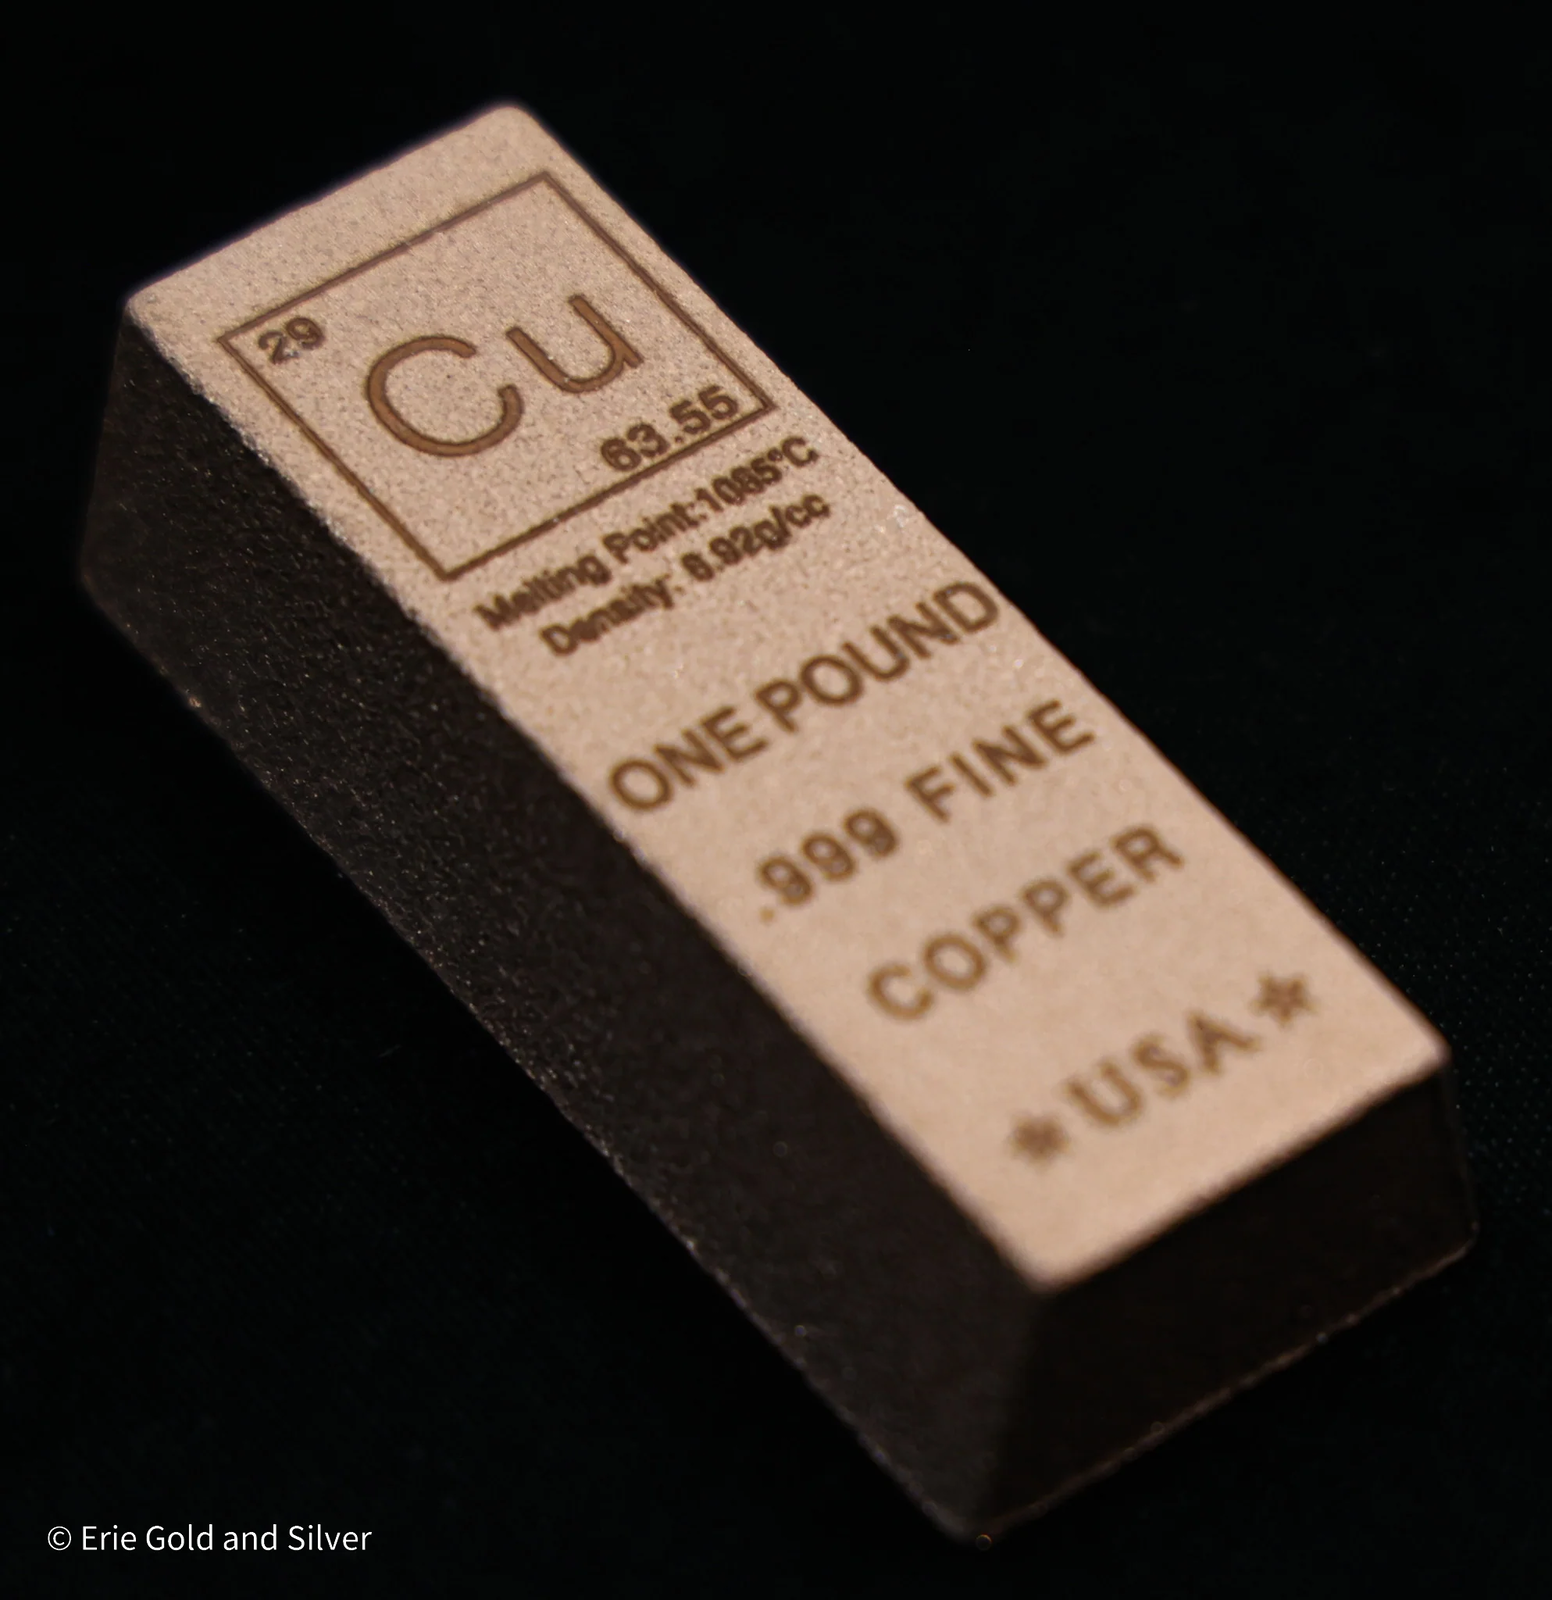 29
Cu
63.55
Melting Point:1085°C
Density: 8.92g/cc
ONE POUND
.999 FINE
COPPER
★USA★
© Erie Gold and Silver